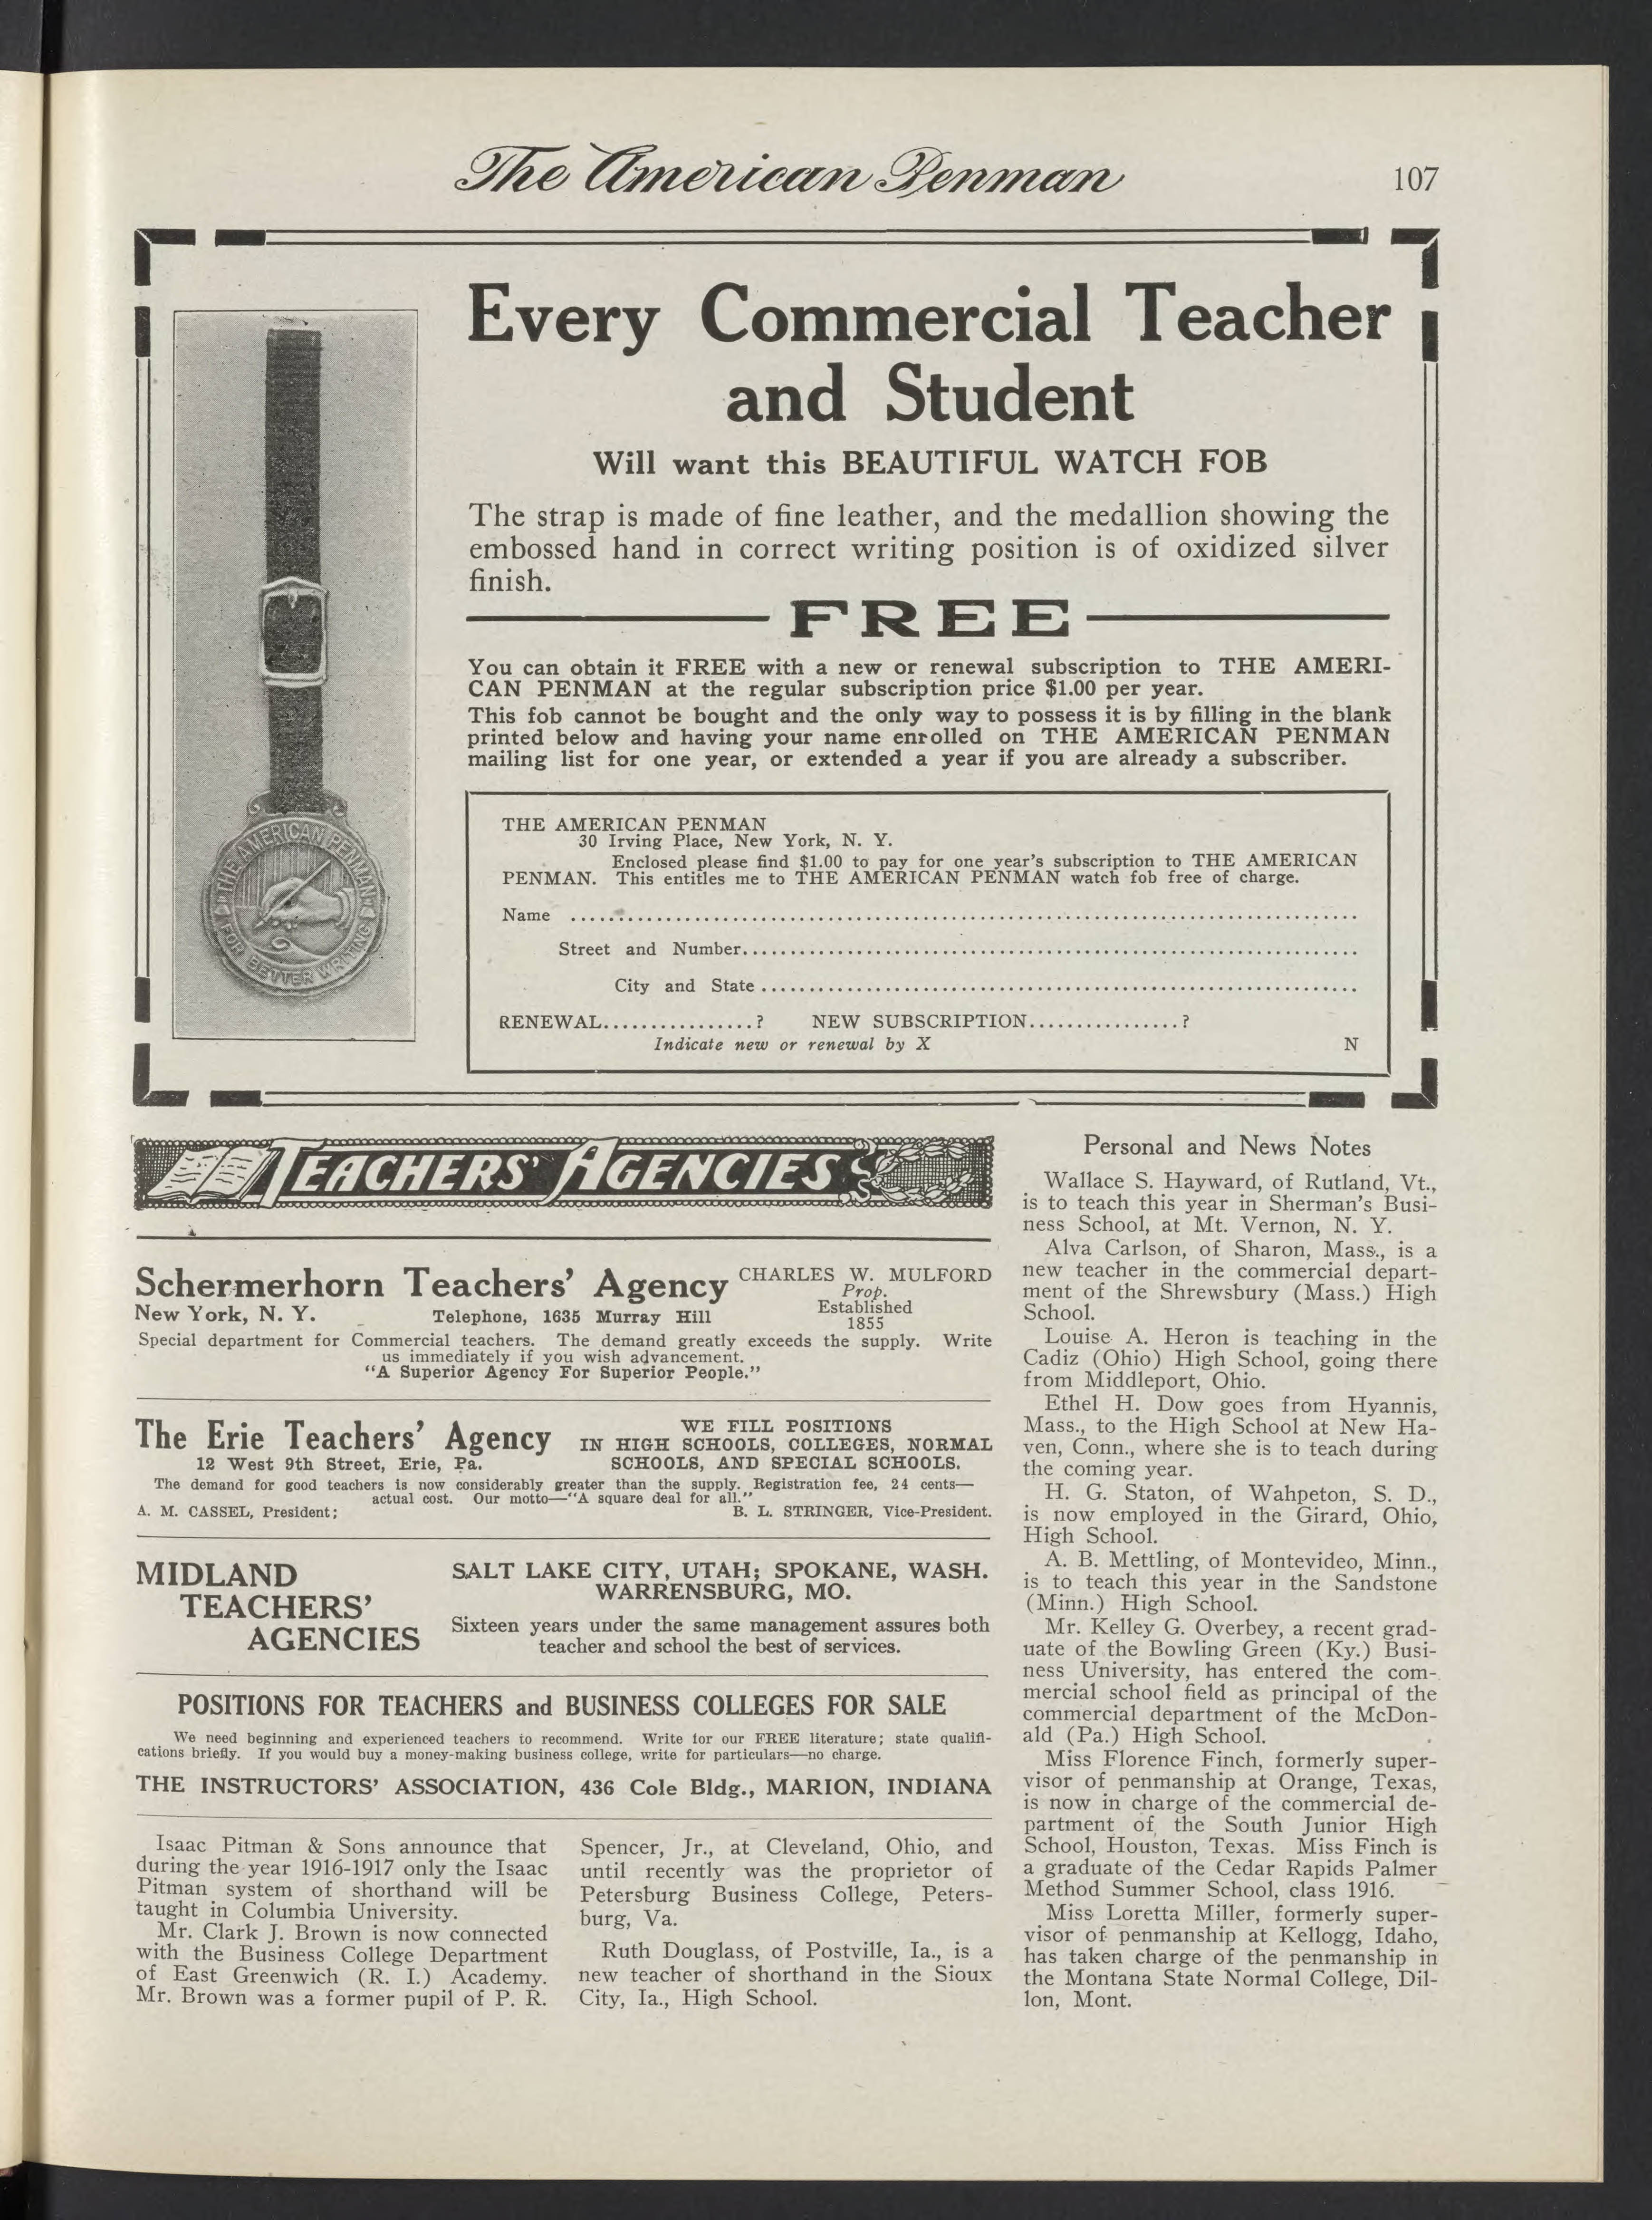 The American Penman
107
Every Commercial Teacher
and Student
Will want this BEAUTIFUL WATCH FOB
The strap is made of fine leather, and the medallion showing the
embossed hand in correct writing position is of oxidized silver
finish.
FREE
You can obtain it FREE with a new or renewal subscription to THE AMERI-
CAN PENMAN at the regular subscription price $1.00 per year.
This fob cannot be bought and the only way to possess it is by filling in the blank
printed below and having your name enrolled on THE AMERICAN PENMAN
mailing list for one year, or extended a year if you are already a subscriber.
THE AMERICAN PENMAN
FOR BETTER WRITING
THE AMERICAN PENMAN
30 Irving Place, New York, N. Y.
Enclosed please find $1.00 to pay for one year's subscription to THE AMERICAN
PENMAN. This entitles me to THE AMERICAN PENMAN watch fob free of charge.
Name ................................................................................
Street and Number...............................................................
City and State .............................................................
RENEWAL................? NEW SUBSCRIPTION................?
Indicate new or renewal by X N
TEACHERS' AGENCIES
Schermerhorn Teachers' Agency
CHARLES W. MULFORD
Prop.
New York, N. Y. Telephone, 1635 Murray Hill
Established
1855
Special department for Commercial teachers. The demand greatly exceeds the supply. Write
us immediately if you wish advancement.
"A Superior Agency For Superior People."
The Erie Teachers' Agency
12 West 9th Street, Erie, Pa.
WE FILL POSITIONS
IN HIGH SCHOOLS, COLLEGES, NORMAL
SCHOOLS, AND SPECIAL SCHOOLS.
The demand for good teachers is now considerably greater than the supply. Registration fee, 24 cents—
actual cost. Our motto—"A square deal for all."
A. M. CASSEL, President; B. L. STRINGER, Vice-President.
MIDLAND
TEACHERS'
AGENCIES
SALT LAKE CITY, UTAH; SPOKANE, WASH.
WARRENSBURG, MO.
Sixteen years under the same management assures both
teacher and school the best of services.
POSITIONS FOR TEACHERS and BUSINESS COLLEGES FOR SALE
We need beginning and experienced teachers to recommend. Write for our FREE literature; state qualifi-
cations briefly. If you would buy a money-making business college, write for particulars—no charge.
THE INSTRUCTORS' ASSOCIATION, 436 Cole Bldg., MARION, INDIANA
Isaac Pitman & Sons announce that
during the year 1916-1917 only the Isaac
Pitman system of shorthand will be
taught in Columbia University.
Mr. Clark J. Brown is now connected
with the Business College Department
of East Greenwich (R. I.) Academy.
Mr. Brown was a former pupil of P. R.
Spencer, Jr., at Cleveland, Ohio, and
until recently was the proprietor of
Petersburg Business College, Peters-
burg, Va.
Ruth Douglass, of Postville, Ia., is a
new teacher of shorthand in the Sioux
City, Ia., High School.
Personal and News Notes
Wallace S. Hayward, of Rutland, Vt.,
is to teach this year in Sherman's Busi-
ness School, at Mt. Vernon, N. Y.
Alva Carlson, of Sharon, Mass., is a
new teacher in the commercial depart-
ment of the Shrewsbury (Mass.) High
School.
Louise A. Heron is teaching in the
Cadiz (Ohio) High School, going there
from Middleport, Ohio.
Ethel H. Dow goes from Hyannis,
Mass., to the High School at New Ha-
ven, Conn., where she is to teach during
the coming year.
H. G. Staton, of Wahpeton, S. D.,
is now employed in the Girard, Ohio,
High School.
A. B. Mettling, of Montevideo, Minn.,
is to teach this year in the Sandstone
(Minn.) High School.
Mr. Kelley G. Overbey, a recent grad-
uate of the Bowling Green (Ky.) Busi-
ness University, has entered the com-
mercial school field as principal of the
commercial department of the McDon-
ald (Pa.) High School.
Miss Florence Finch, formerly super-
visor of penmanship at Orange, Texas,
is now in charge of the commercial de-
partment of the South Junior High
School, Houston, Texas. Miss Finch is
a graduate of the Cedar Rapids Palmer
Method Summer School, class 1916.
Miss Loretta Miller, formerly super-
visor of penmanship at Kellogg, Idaho,
has taken charge of the penmanship in
the Montana State Normal College, Dil-
lon, Mont.